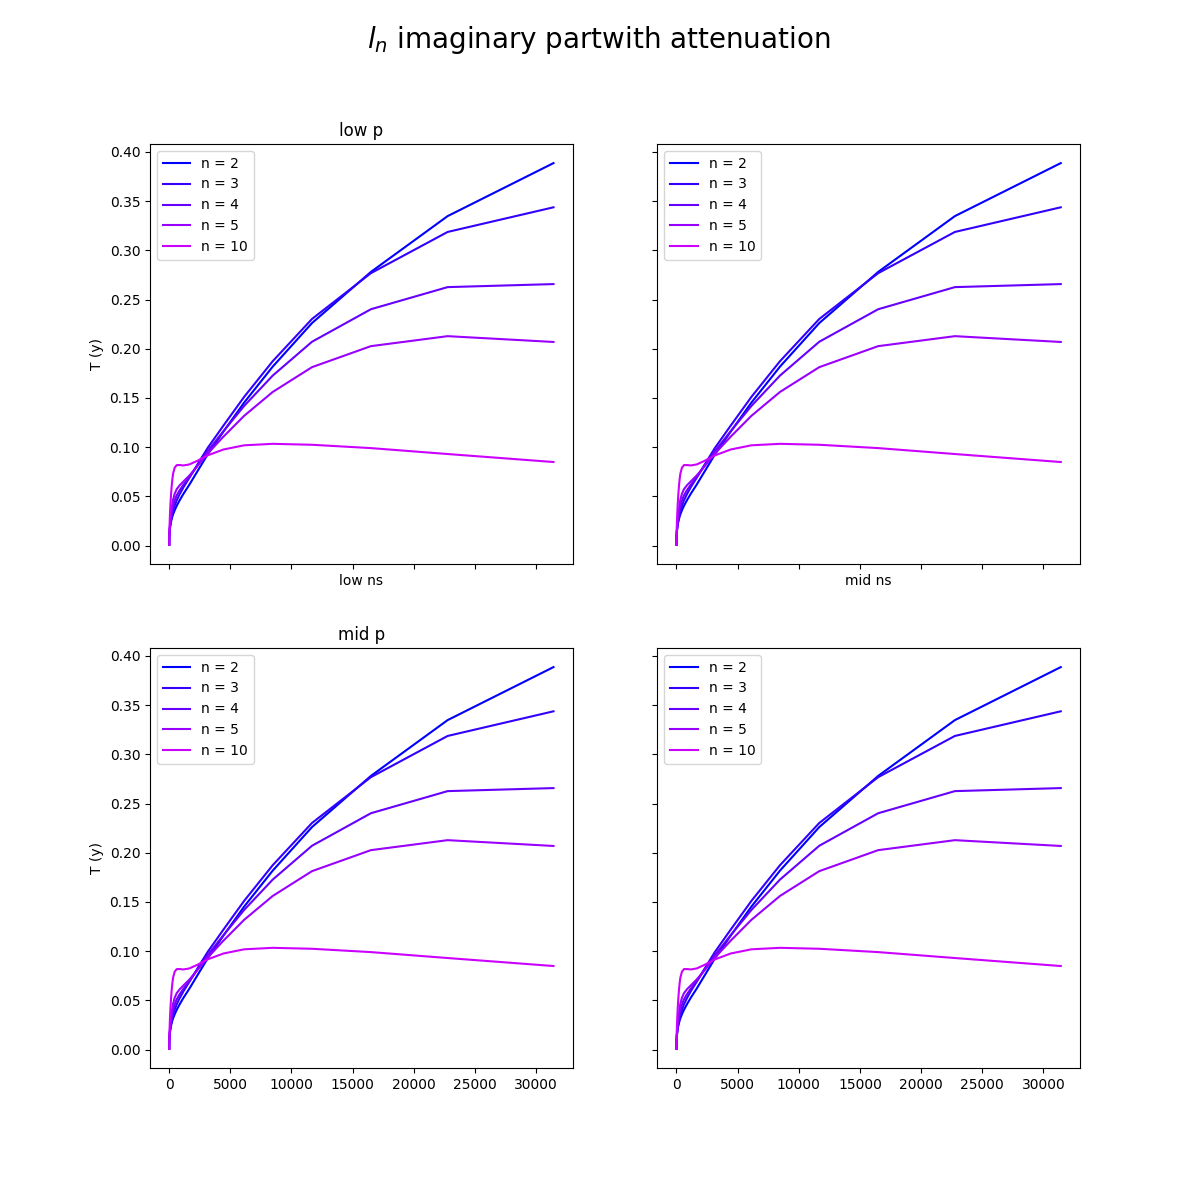 lₙ imaginary partwith attenuation
low p
n = 2
n = 3
n = 4
n = 5
n = 10
0.40
0.35
0.30
0.25
0.20
0.15
0.10
0.05
0.00
T (y)
low ns
n = 2
n = 3
n = 4
n = 5
n = 10
mid ns
mid p
n = 2
n = 3
n = 4
n = 5
n = 10
0.40
0.35
0.30
0.25
0.20
0.15
0.10
0.05
0.00
T (y)
0 5000 10000 15000 20000 25000 30000
n = 2
n = 3
n = 4
n = 5
n = 10
0 5000 10000 15000 20000 25000 30000